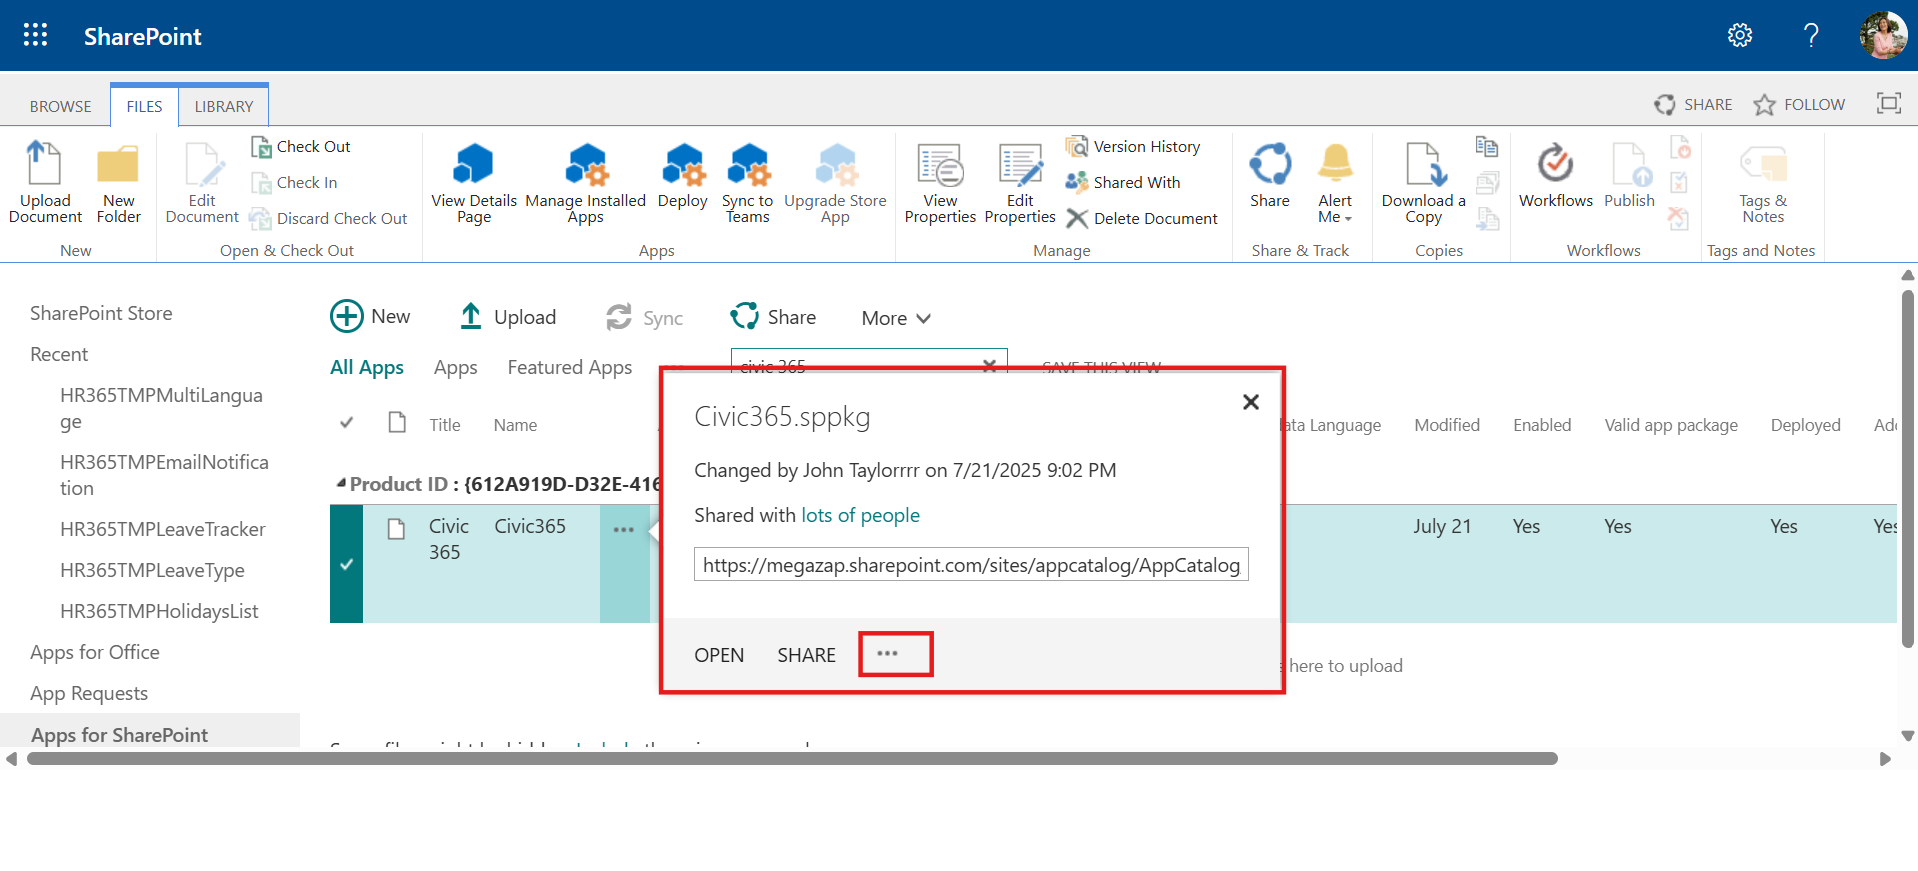 SharePoint
BROWSE FILES LIBRARY
SHARE FOLLOW
Upload Document
New Folder
New
Edit Document
Check Out
Check In
Discard Check Out
Open & Check Out
View Details Page
Manage Installed Apps
Deploy
Sync to Teams
Upgrade Store App
Apps
View Properties
Edit Properties
Version History
Shared With
Delete Document
Manage
Share
Alert Me
Share & Track
Download a Copy
Copies
Workflows
Publish
Workflows
Tags & Notes
Tags and Notes
SharePoint Store
Recent
HR365TMPMultiLangua
ge
HR365TMPEmailNotifica
tion
HR365TMPLeaveTracker
HR365TMPLeaveType
HR365TMPHolidaysList
Apps for Office
App Requests
Apps for SharePoint
New Upload Sync Share More
All Apps Apps Featured Apps civic 365 SAVE THIS VIEW
Title Name Language Modified Enabled Valid app package Deployed
Product ID : {612A919D-D32E-416
Civic 365 Civic365 ... July 21 Yes Yes Yes Yes
Civic365.sppkg
Changed by John Taylorrrr on 7/21/2025 9:02 PM
Shared with lots of people
https://megazap.sharepoint.com/sites/appcatalog/AppCatalog
OPEN SHARE ...
here to upload